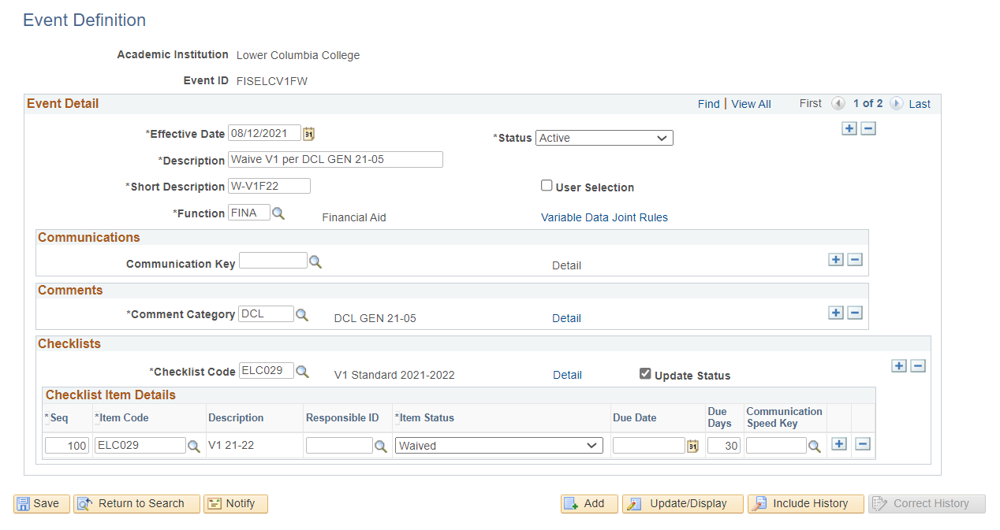 Event Definition
Academic Institution Lower Columbia College
Event ID FISELCV1FW
Event Detail Find | View All First 1 of 2 Last
*Effective Date 08/12/2021 31 *Status Active
*Description Waive V1 per DCL GEN 21-05
*Short Description W-V1F22 User Selection
*Function FINA Financial Aid Variable Data Joint Rules
Communications
Communication Key Detail
Comments
*Comment Category DCL DCL GEN 21-05 Detail
Checklists
*Checklist Code ELC029 V1 Standard 2021-2022 Detail Update Status
Checklist Item Details
*Seq *Item Code Description Responsible ID *Item Status Due Date Due Days Communication Speed Key
100 ELC029 V1 21-22 Waived 31 30
Save Return to Search Notify Add Update/Display Include History Correct History